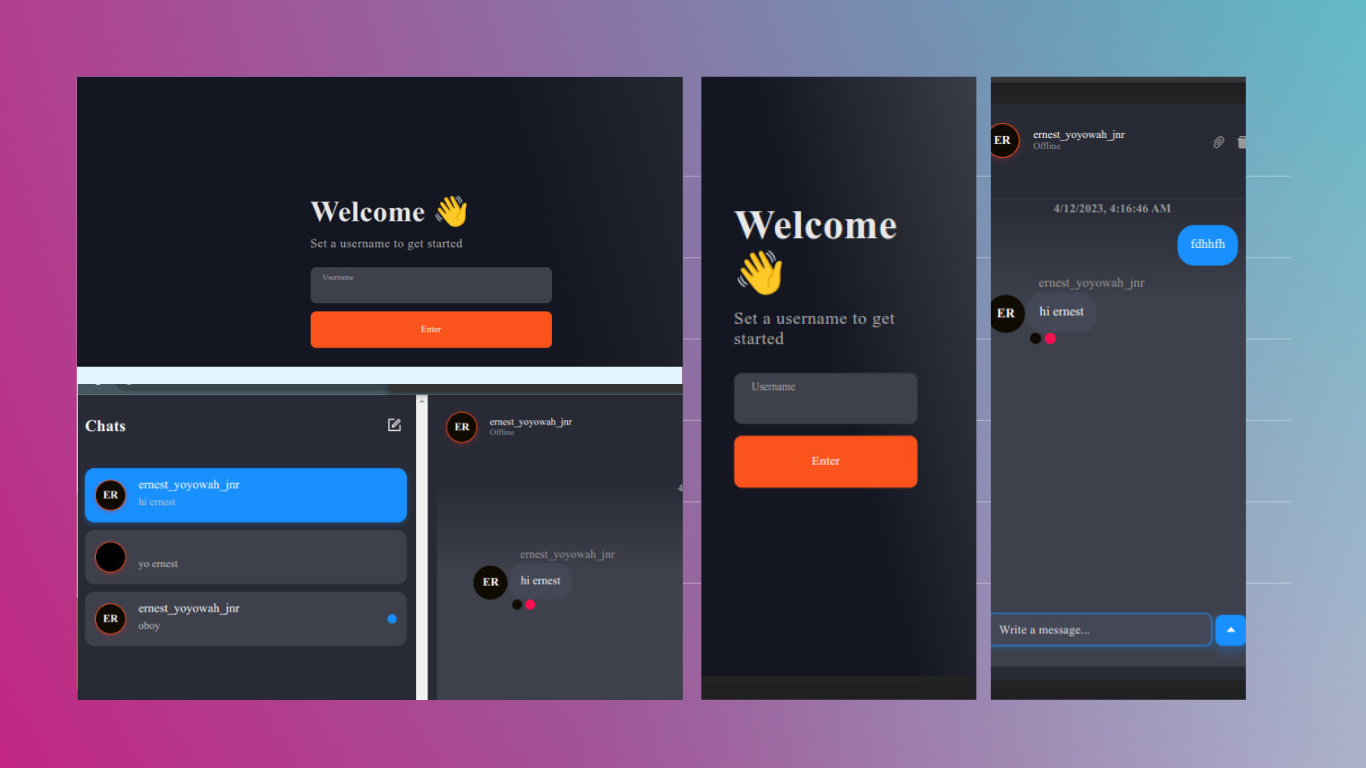 Welcome 👋
Set a username to get started
Username
Enter
Chats
ER
ernest_yoyowah_jnr
hi ernest
yo ernest
ER
ernest_yoyowah_jnr
oboy
ER
ernest_yoyowah_jnr
Offline
4
ernest_yoyowah_jnr
ER
hi ernest
Welcome
👋
Set a username to get
started
Username
Enter
ER
ernest_yoyowah_jnr
Offline
4/12/2023, 4:16:46 AM
fdhhfh
ernest_yoyowah_jnr
ER
hi ernest
Write a message...